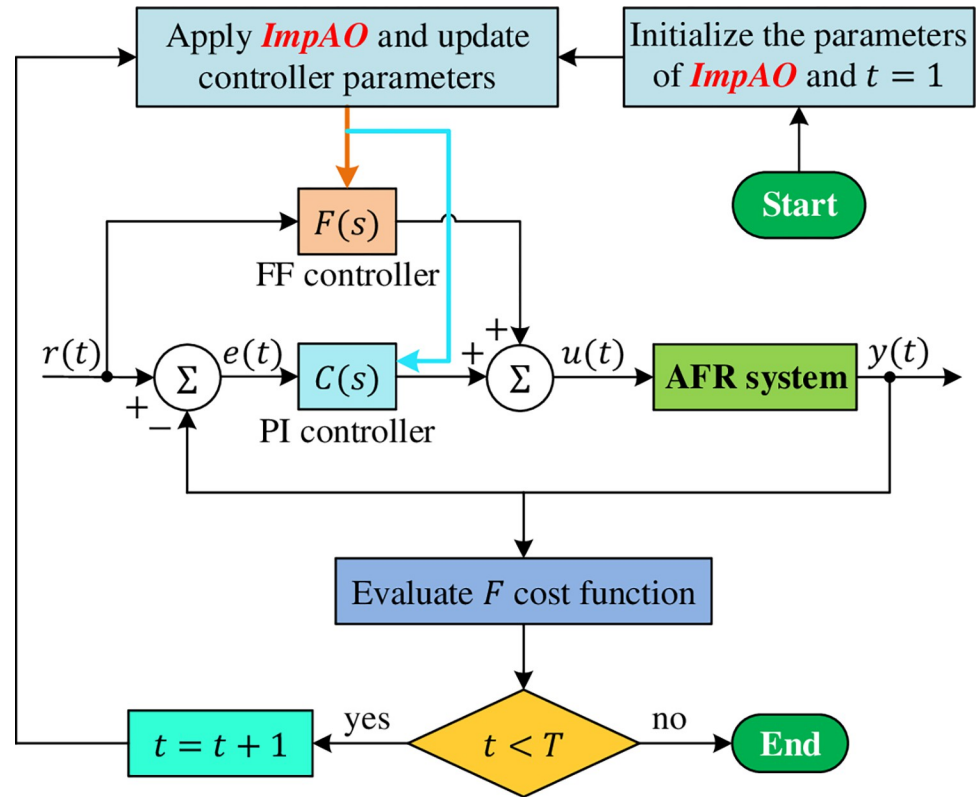 Apply ImpAO and update
controller parameters
Initialize the parameters
of ImpAO and t = 1
Start
F(s)
FF controller
r(t)
Σ
+
−
e(t)
C(s)
PI controller
+
+
Σ
u(t)
AFR system
y(t)
Evaluate F cost function
t = t + 1
yes
t < T
no
End